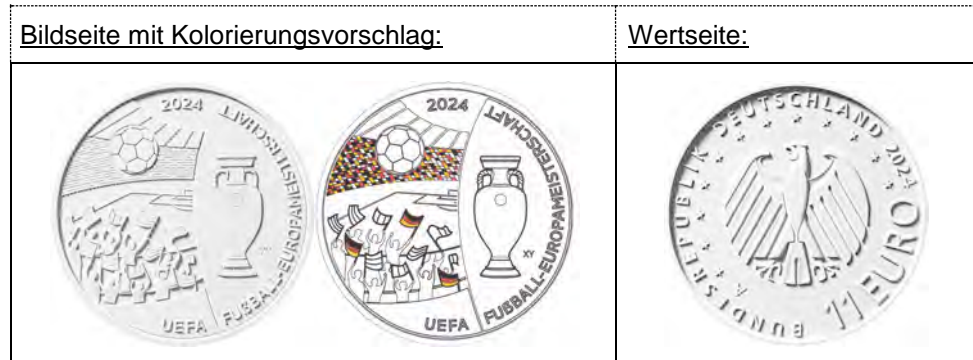 Bildseite mit Kolorierungsvorschlag:
Wertseite:
2024
UEFA FUSSBALL-EUROPAMEISTERSCHAFT
2024
UEFA FUSSBALL-EUROPAMEISTERSCHAFT
XY
BUNDESREPUBLIK DEUTSCHLAND 2024
A
11 EURO